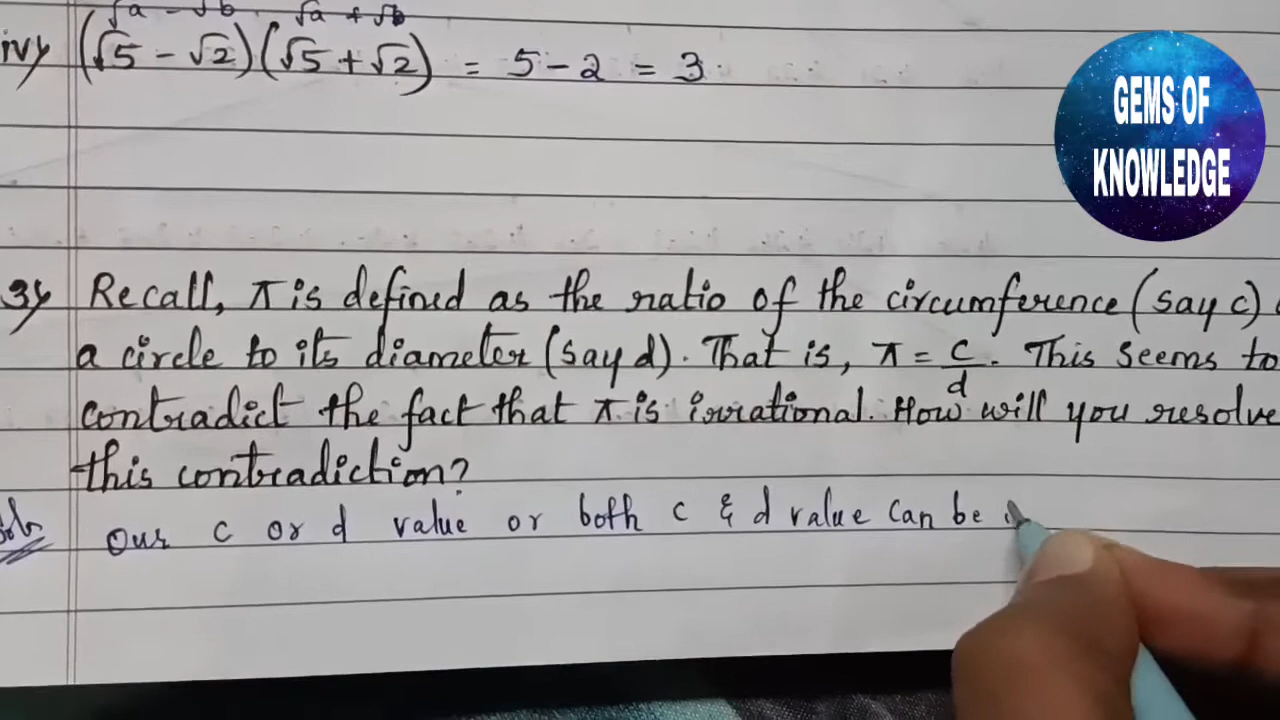 √a - √b √a + √b
ivy (√5 - √2)(√5 + √2) = 5 - 2 = 3
GEMS OF
KNOWLEDGE
3y Recall, π is defined as the ratio of the circumference (say c)
a circle to its diameter (say d). That is, π = c/d. This seems to
contradict the fact that π is irrational. How will you resolve
this contradiction?
Our c or d value or both c & d value can be